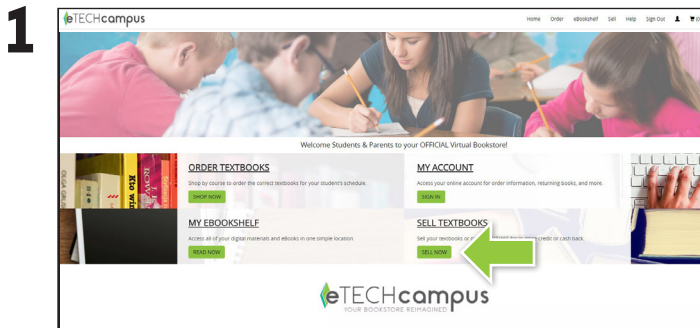 1
eTECHcampus
Home Order eBookshelf Sell Help Sign Out
Welcome Students & Parents to your OFFICIAL Virtual Bookstore!
ORDER TEXTBOOKS
Shop by course to order the correct textbooks for your student's schedule.
SHOP NOW
MY ACCOUNT
Access your online account for order information, returning books, and more.
SIGN IN
MY EBOOKSHELF
Access all of your digital materials and eBooks in one simple location.
READ NOW
SELL TEXTBOOKS
Sell your textbooks or credit or cash back.
SELL NOW
eTECHcampus
YOUR BOOKSTORE REIMAGINED